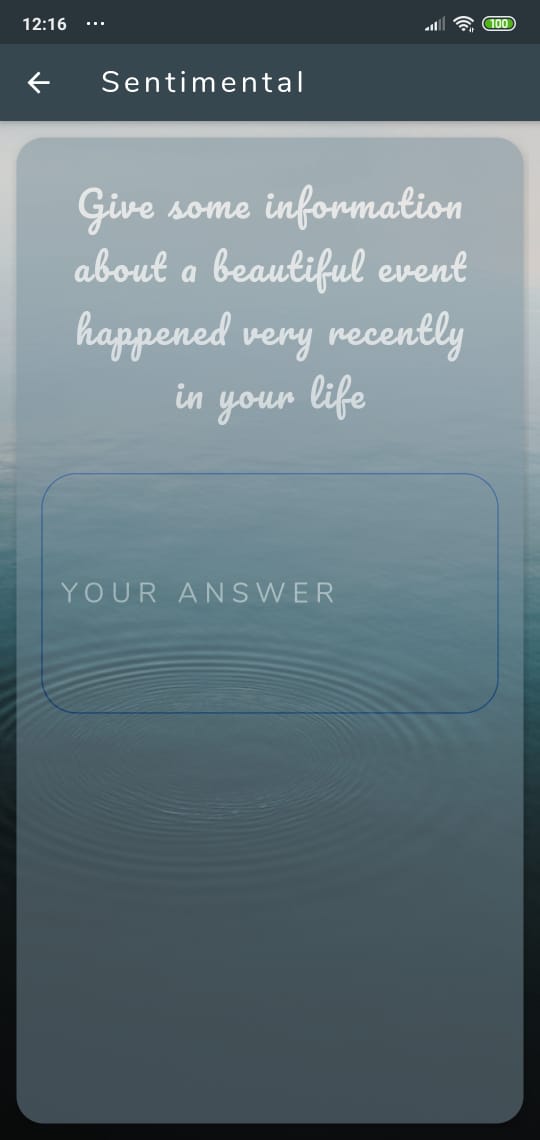 12:16 ...
100
Sentimental
Give some information
about a beautiful event
happened very recently
in your life
YOUR ANSWER